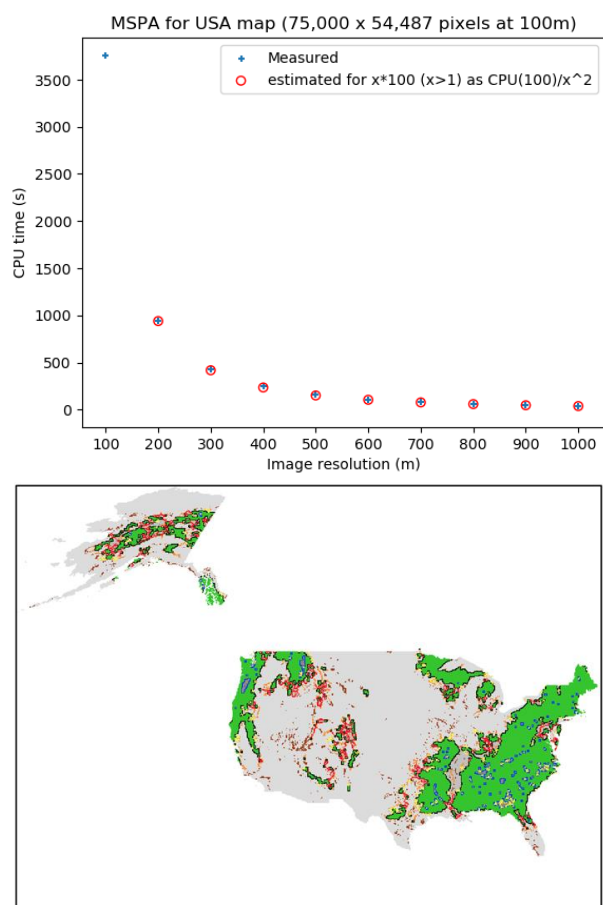 MSPA for USA map (75,000 x 54,487 pixels at 100m)
Measured
estimated for x*100 (x>1) as CPU(100)/x^2
3500
3000
2500
2000
1500
1000
500
0
CPU time (s)
100 200 300 400 500 600 700 800 900 1000
Image resolution (m)